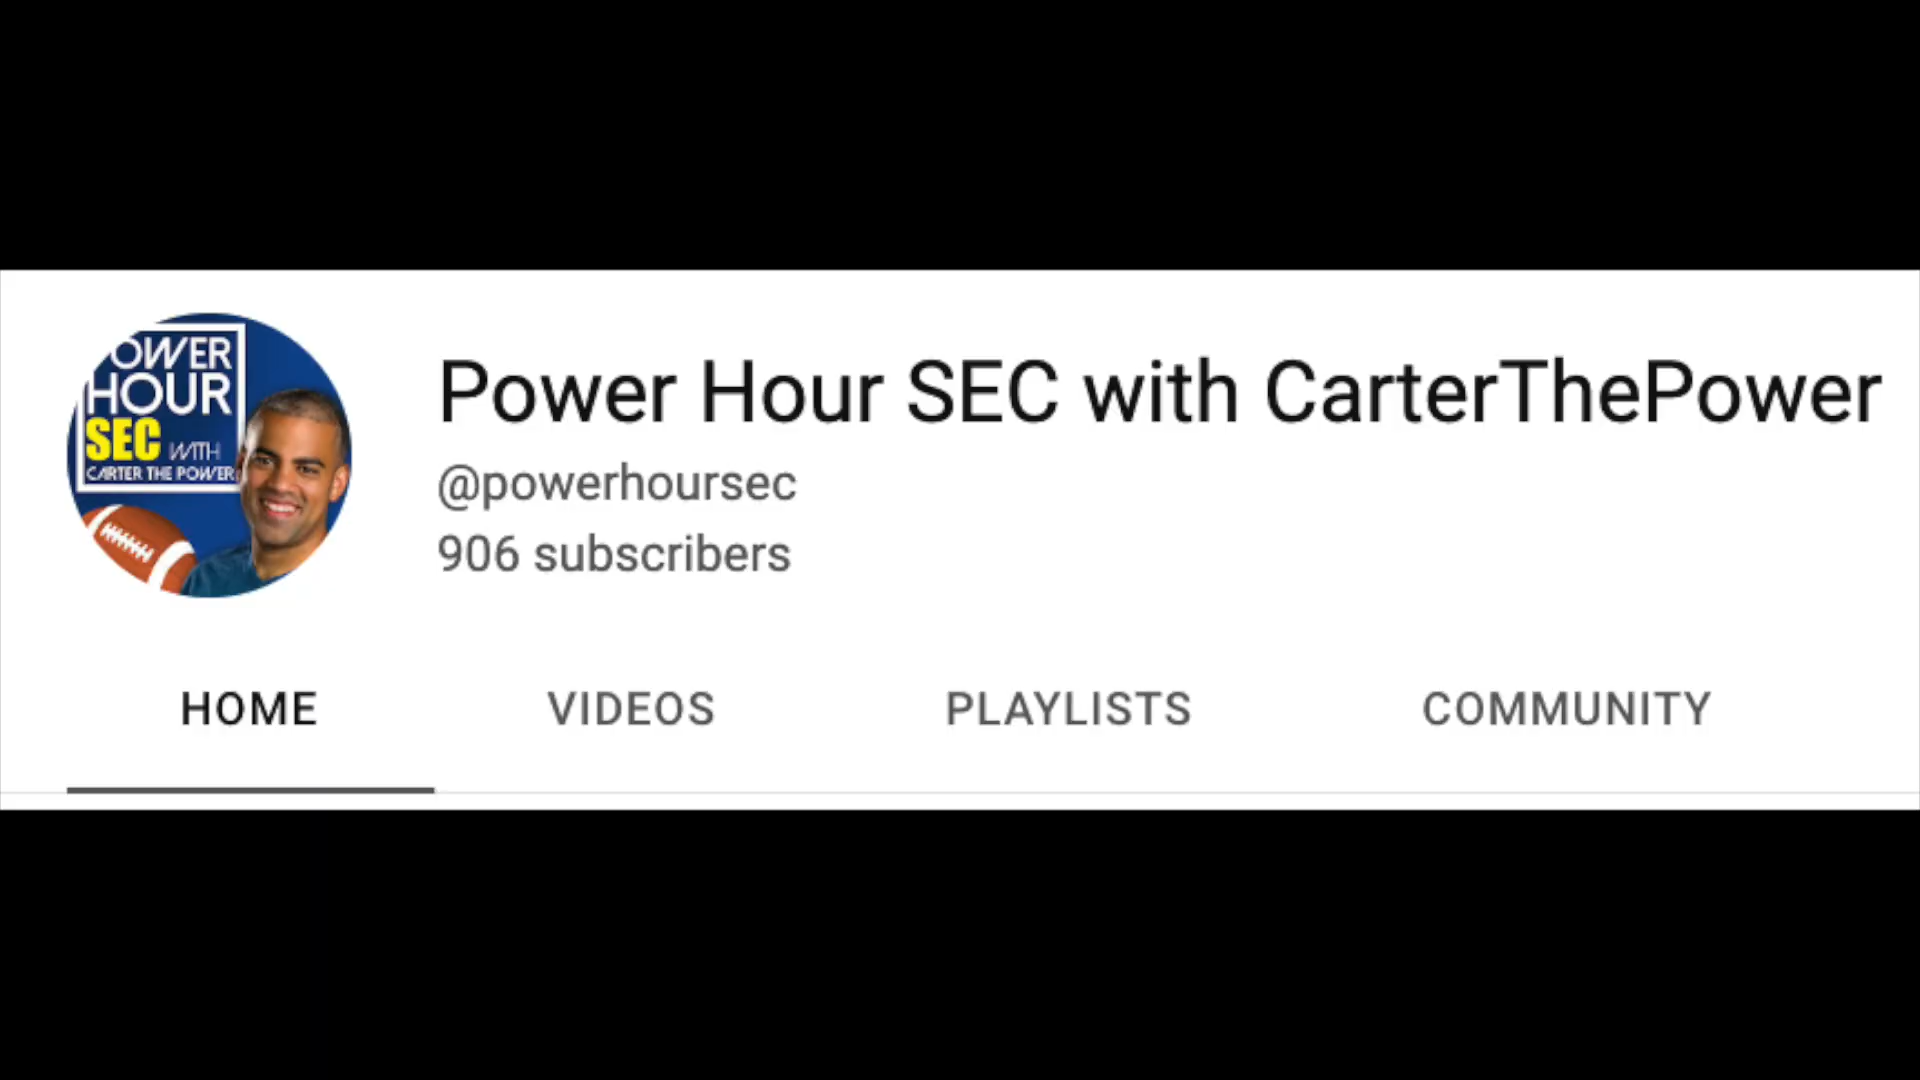 OWER
HOUR
SEC WITH
CARTER THE POWER
Power Hour SEC with CarterThePower
@powerhoursec
906 subscribers
HOME VIDEOS PLAYLISTS COMMUNITY